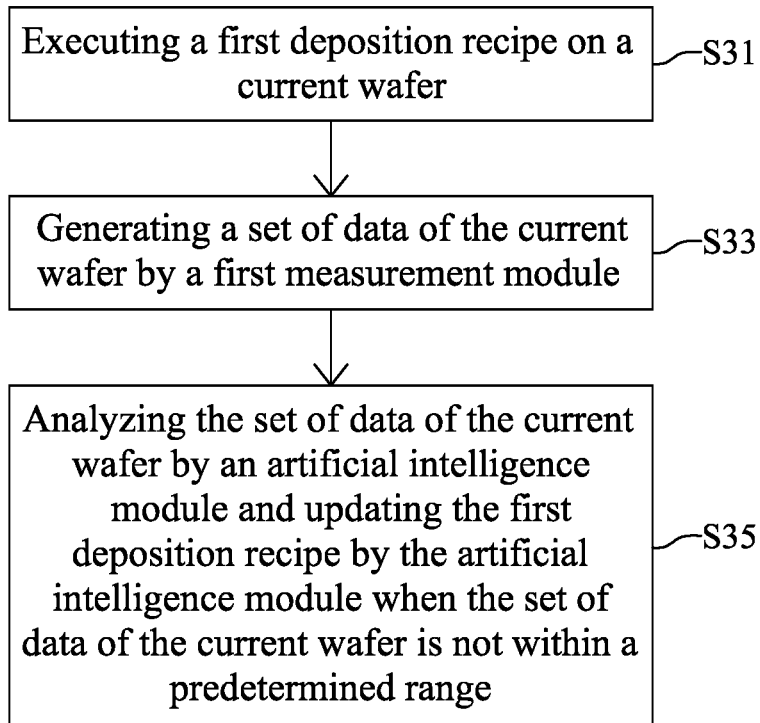 Executing a first deposition recipe on a
current wafer
S31
Generating a set of data of the current
wafer by a first measurement module
S33
Analyzing the set of data of the current
wafer by an artificial intelligence
module and updating the first
deposition recipe by the artificial
intelligence module when the set of
data of the current wafer is not within a
predetermined range
S35